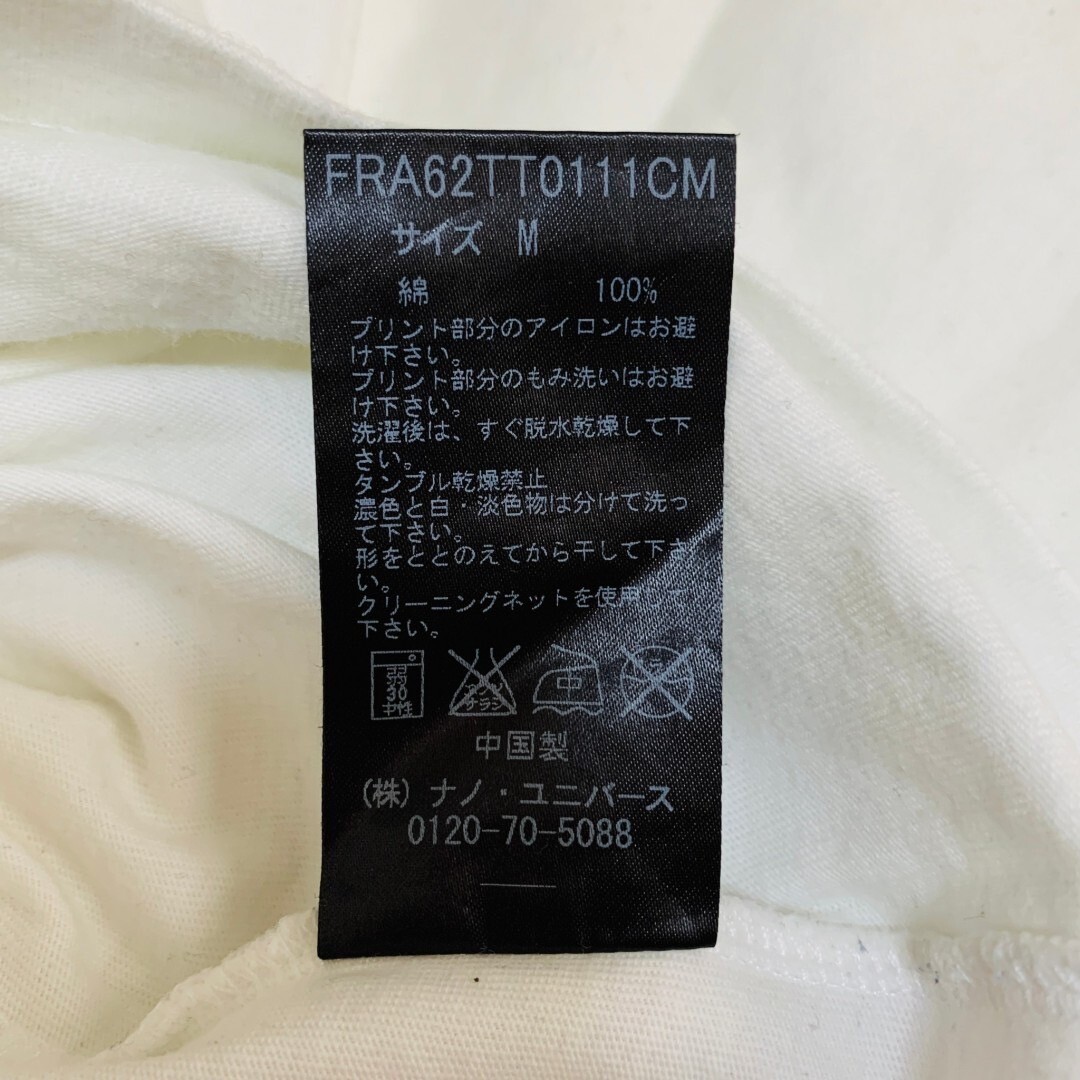 FRA62TT0111CM
サイズ M
綿 100%
プリント部分のアイロンはお避
け下さい。
プリント部分のもみ洗いはお避
け下さい。
洗濯後は、すぐ脱水乾燥して下
さい。
タンブル乾燥禁止
濃色と白・淡色物は分けて洗っ
て下さい。
形をととのえてから干して下さ
い。
クリーニングネットを使用して
下さい。
30
中性
中
中国製
(株)ナノ・ユニバース
0120-70-5088